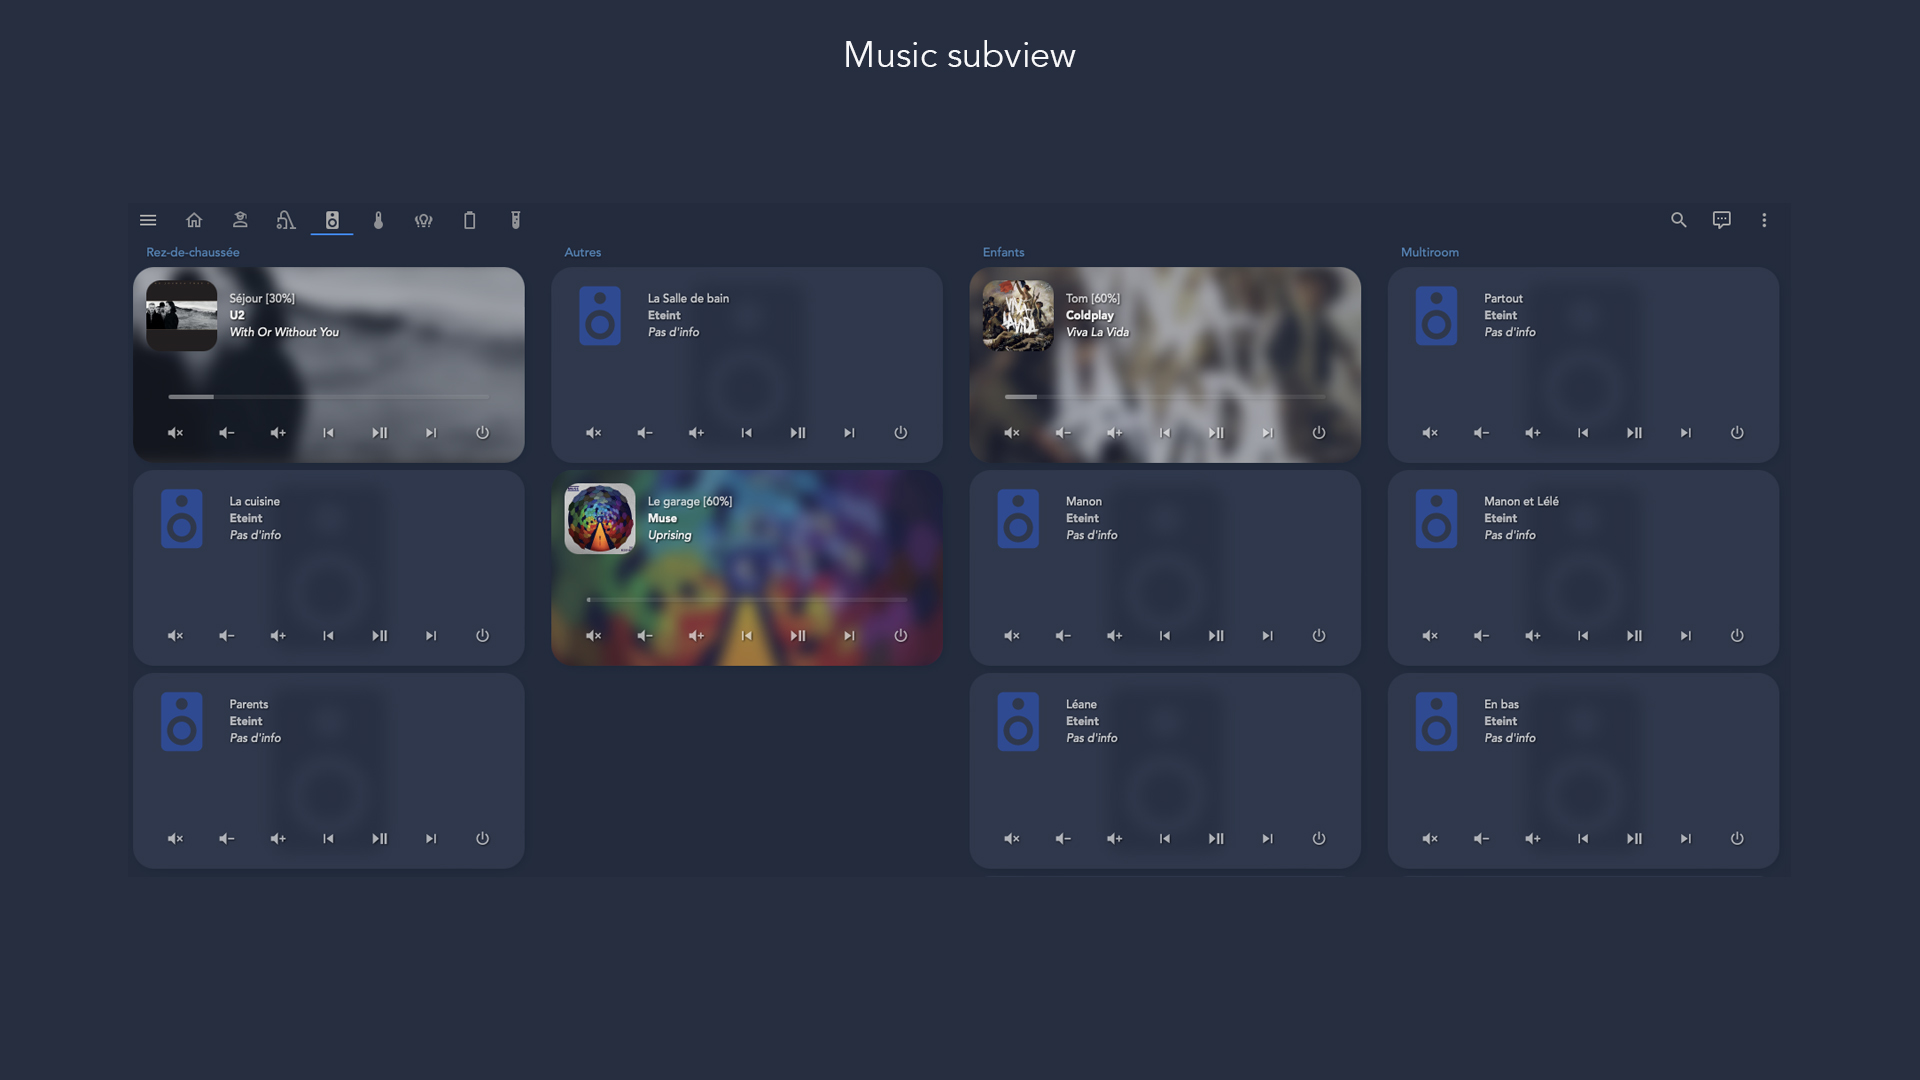 Music subview
Rez-de-chaussée
Autres
Enfants
Multiroom
Séjour [30%]
U2
With Or Without You
La Salle de bain
Eteint
Pas d'info
Tom [60%]
Coldplay
Viva La Vida
VIVA
LA VIDA
Partout
Eteint
Pas d'info
La cuisine
Eteint
Pas d'info
Le garage [60%]
Muse
Uprising
Manon
Eteint
Pas d'info
Manon et Lélé
Eteint
Pas d'info
Parents
Eteint
Pas d'info
Léane
Eteint
Pas d'info
En bas
Eteint
Pas d'info